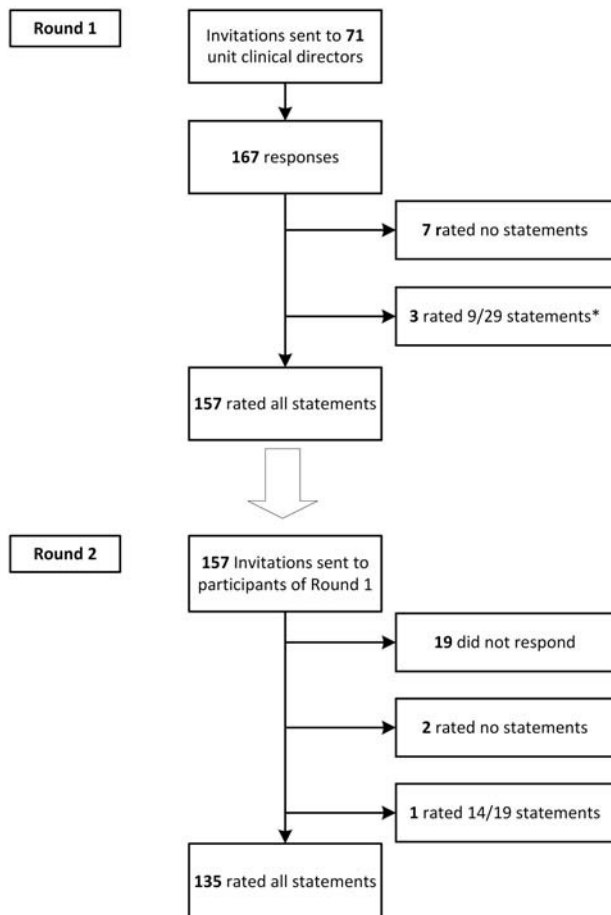 Round 1
Invitations sent to 71
unit clinical directors
167 responses
7 rated no statements
3 rated 9/29 statements*
157 rated all statements
Round 2
157 Invitations sent to
participants of Round 1
19 did not respond
2 rated no statements
1 rated 14/19 statements
135 rated all statements